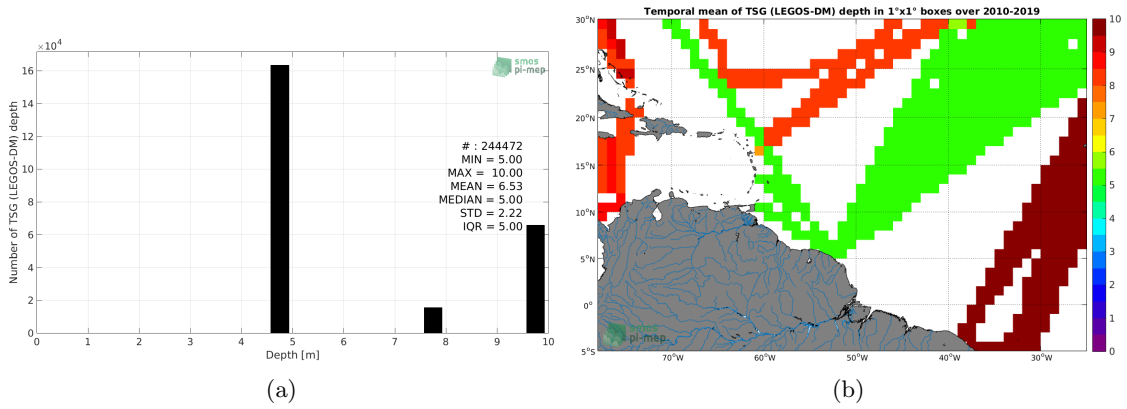 ×10⁴
16
14
12
10
8
6
4
2
0
Number of TSG (LEGOS-DM) depth
smos
pi-mep
# : 244472
MIN = 5.00
MAX = 10.00
MEAN = 6.53
MEDIAN = 5.00
STD = 2.22
IQR = 5.00
0 1 2 3 4 5 6 7 8 9 10
Depth [m]
(a)
Temporal mean of TSG (LEGOS-DM) depth in 1°x1° boxes over 2010-2019
30°N
25°N
20°N
15°N
10°N
5°N
0°
5°S
70°W 60°W 50°W 40°W 30°W
smos
pi-mep
10
9
8
7
6
5
4
3
2
1
0
(b)